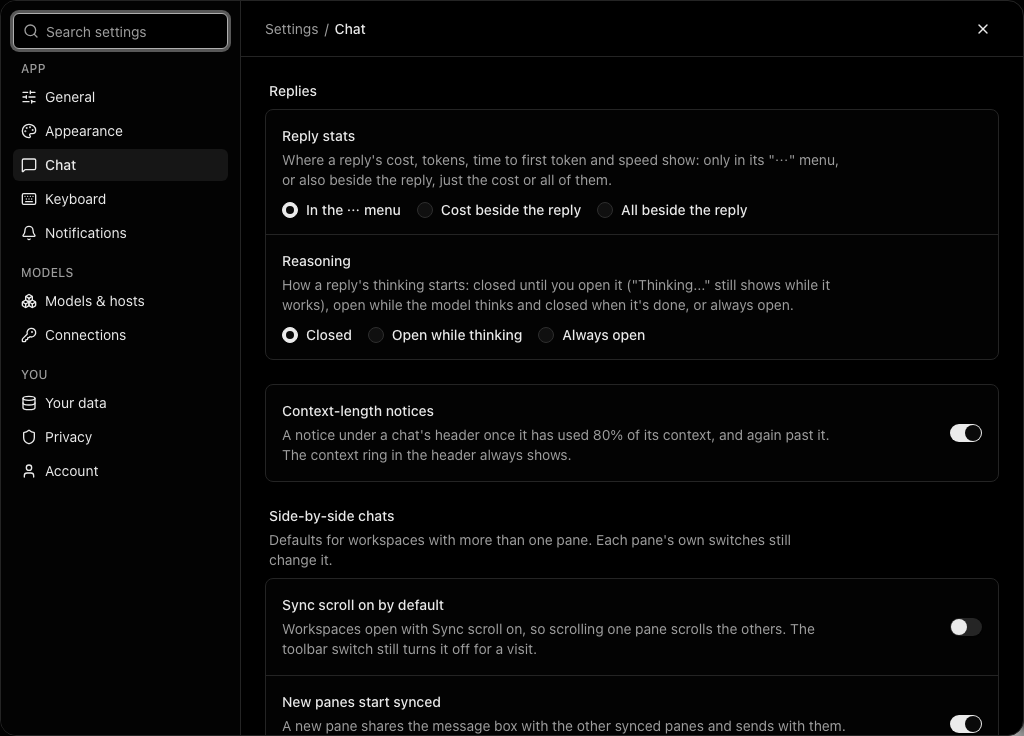 Search settings
APP
General
Appearance
Chat
Keyboard
Notifications
MODELS
Models & hosts
Connections
YOU
Your data
Privacy
Account
Settings / Chat
Replies
Reply stats
Where a reply's cost, tokens, time to first token and speed show: only in its "···" menu,
or also beside the reply, just the cost or all of them.
In the ··· menu
Cost beside the reply
All beside the reply
Reasoning
How a reply's thinking starts: closed until you open it ("Thinking..." still shows while it
works), open while the model thinks and closed when it's done, or always open.
Closed
Open while thinking
Always open
Context-length notices
A notice under a chat's header once it has used 80% of its context, and again past it.
The context ring in the header always shows.
Side-by-side chats
Defaults for workspaces with more than one pane. Each pane's own switches still
change it.
Sync scroll on by default
Workspaces open with Sync scroll on, so scrolling one pane scrolls the others. The
toolbar switch still turns it off for a visit.
New panes start synced
A new pane shares the message box with the other synced panes and sends with them.